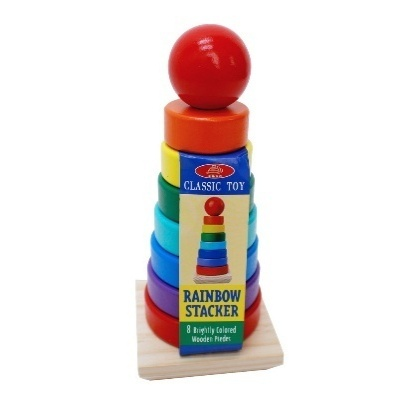 CLASSIC TOY
RAINBOW
STACKER
8 Brightly Colored
Wooden Pieces